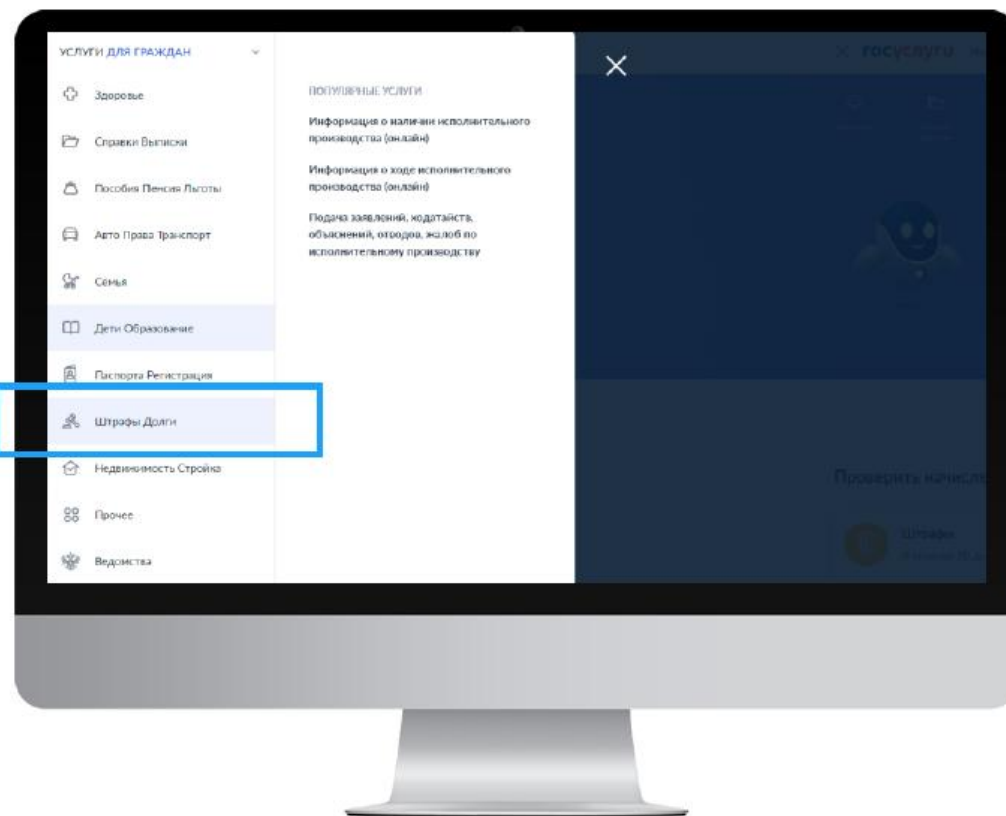 УСЛУГИ ДЛЯ ГРАЖДАН
Здоровье
Справки Выписки
Пособия Пенсия Льготы
Авто Права Транспорт
Семья
Дети Образование
Паспорта Регистрация
Штрафы Долги
Недвижимость Стройка
Прочее
Ведомства
ПОПУЛЯРНЫЕ УСЛУГИ
Информация о наличии исполнительного
производства (онлайн)
Информация о ходе исполнительного
производства (онлайн)
Подача заявлений, ходатайств,
объяснений, отводов, жалоб по
исполнительному производству
госуслуги
Проверить
Штрафы